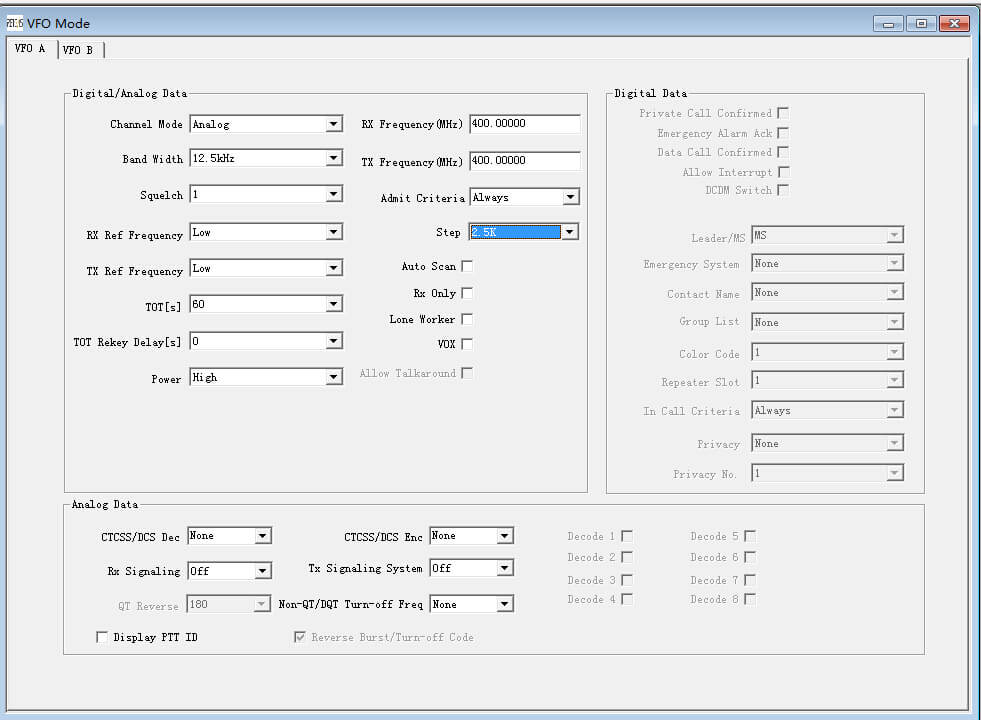 VFO Mode
VFO A
VFO B
Digital/Analog Data
Channel Mode Analog
Band Width 12.5kHz
Squelch 1
RX Ref Frequency Low
TX Ref Frequency Low
TOT[s] 60
TOT Rekey Delay[s] 0
Power High
RX Frequency(MHz) 400.00000
TX Frequency(MHz) 400.00000
Admit Criteria Always
Step 2.5K
Auto Scan
Rx Only
Lone Worker
VOX
Allow Talkaround
Digital Data
Private Call Confirmed
Emergency Alarm Ack
Data Call Confirmed
Allow Interrupt
DCDM Switch
Leader/MS MS
Emergency System None
Contact Name None
Group List None
Color Code 1
Repeater Slot 1
In Call Criteria Always
Privacy None
Privacy No. 1
Analog Data
CTCSS/DCS Dec None
Rx Signaling Off
QT Reverse 180
Display PTT ID
CTCSS/DCS Enc None
Tx Signaling System Off
Non-QT/DQT Turn-off Freq None
Reverse Burst/Turn-off Code
Decode 1
Decode 2
Decode 3
Decode 4
Decode 5
Decode 6
Decode 7
Decode 8